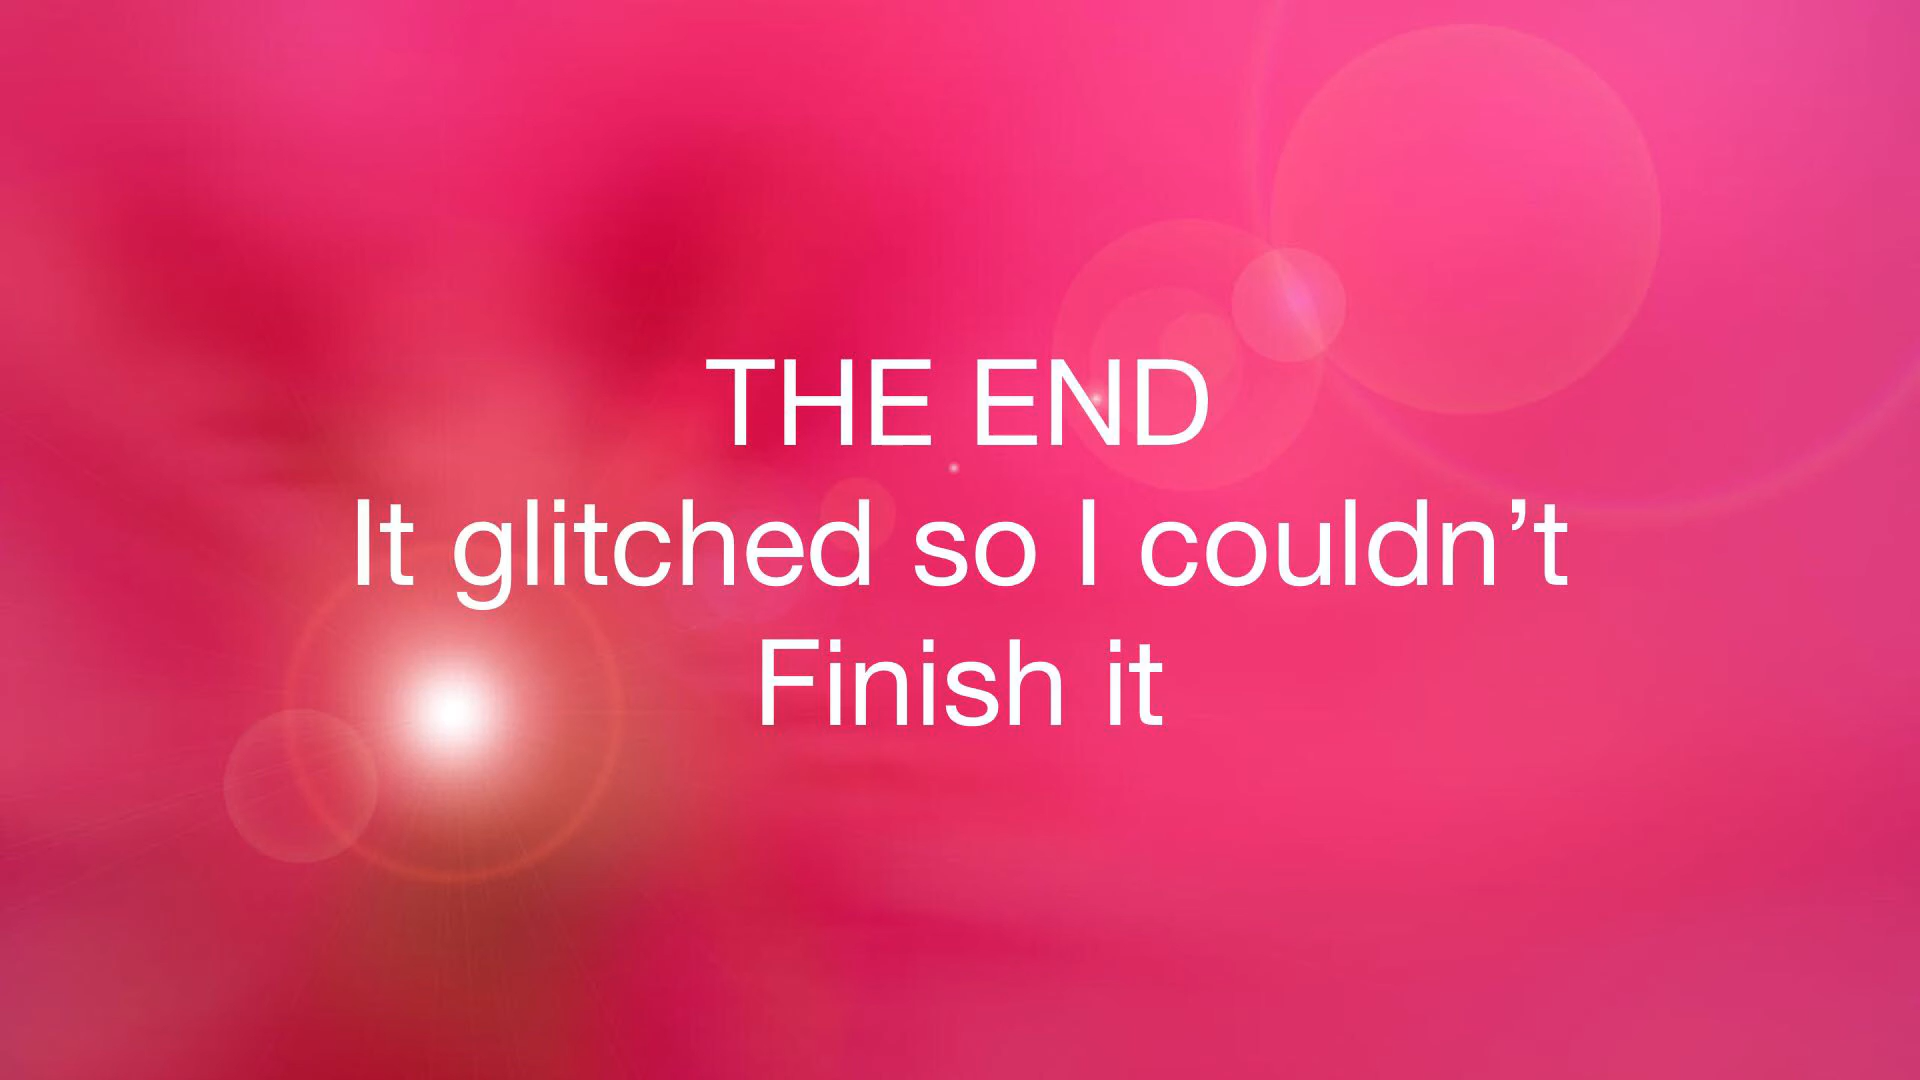 THE END
It glitched so I couldn’t
Finish it